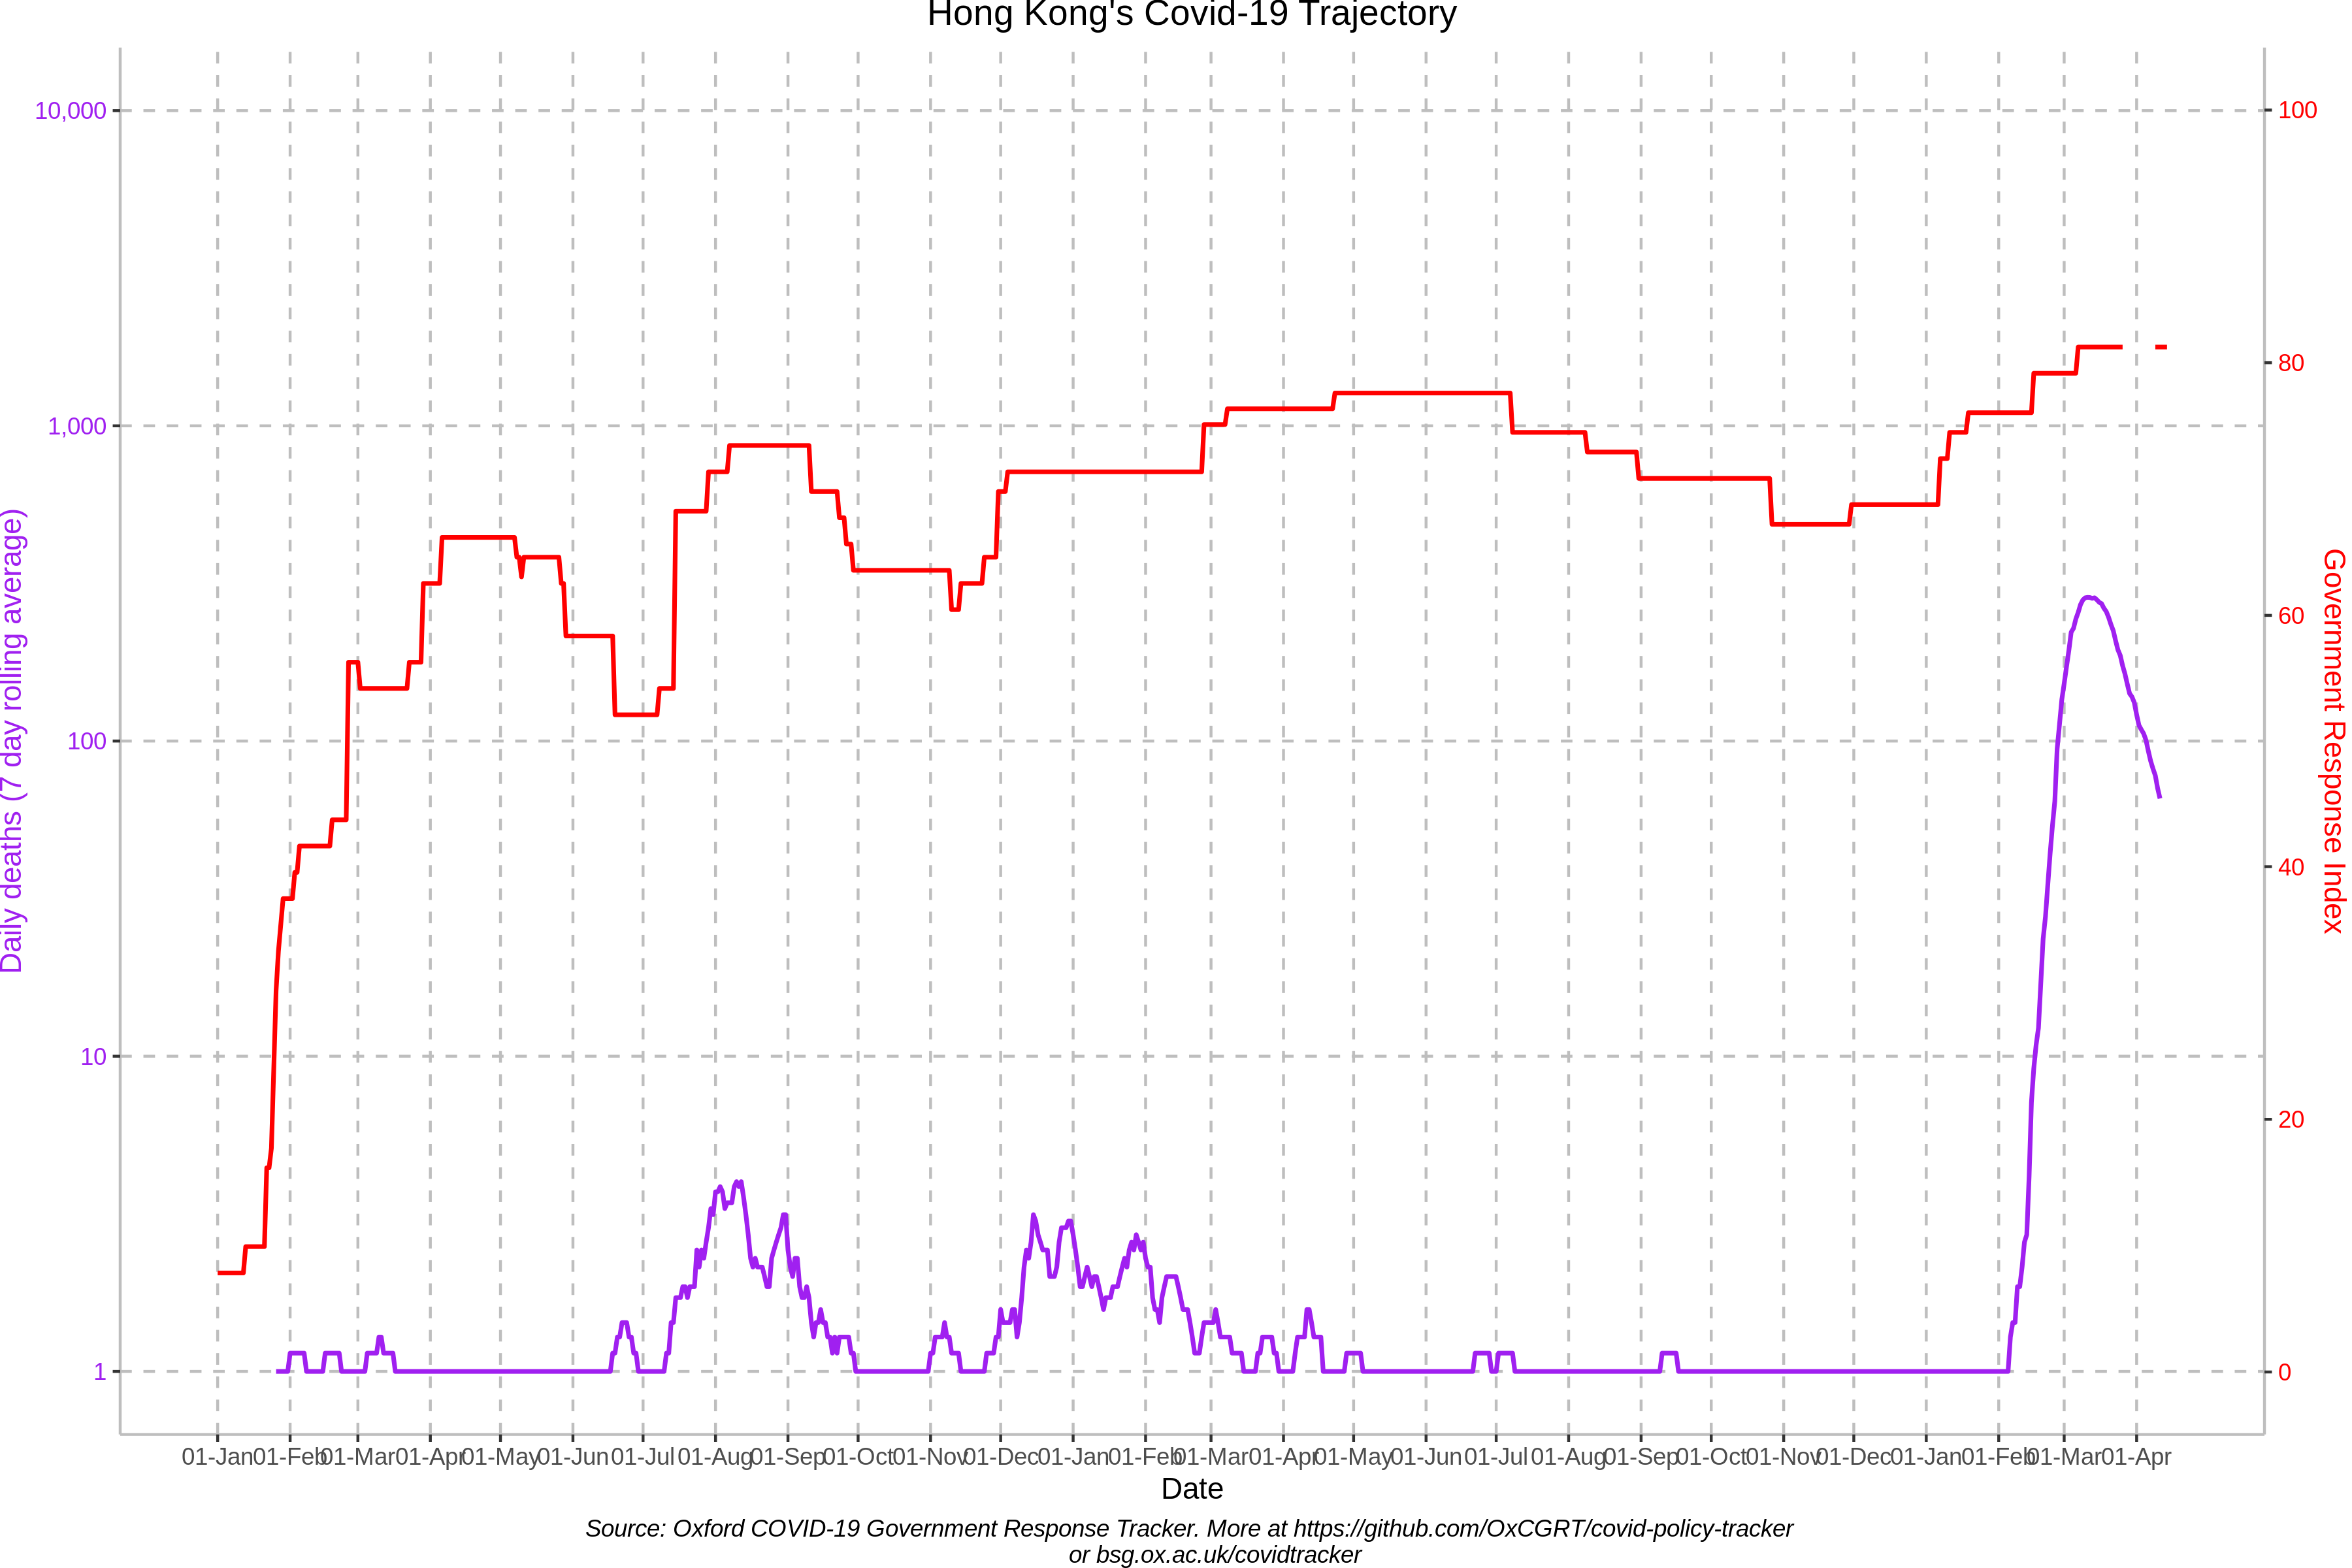 Hong Kong's Covid-19 Trajectory
10,000
1,000
100
10
1
Daily deaths (7 day rolling average)
100
80
60
40
20
0
Government Response Index
01-Jan 01-Feb 01-Mar 01-Apr 01-May 01-Jun 01-Jul 01-Aug 01-Sep 01-Oct 01-Nov 01-Dec 01-Jan 01-Feb 01-Mar 01-Apr 01-May 01-Jun 01-Jul 01-Aug 01-Sep 01-Oct 01-Nov 01-Dec 01-Jan 01-Feb 01-Mar 01-Apr
Date
Source: Oxford COVID-19 Government Response Tracker. More at https://github.com/OxCGRT/covid-policy-tracker
or bsg.ox.ac.uk/covidtracker